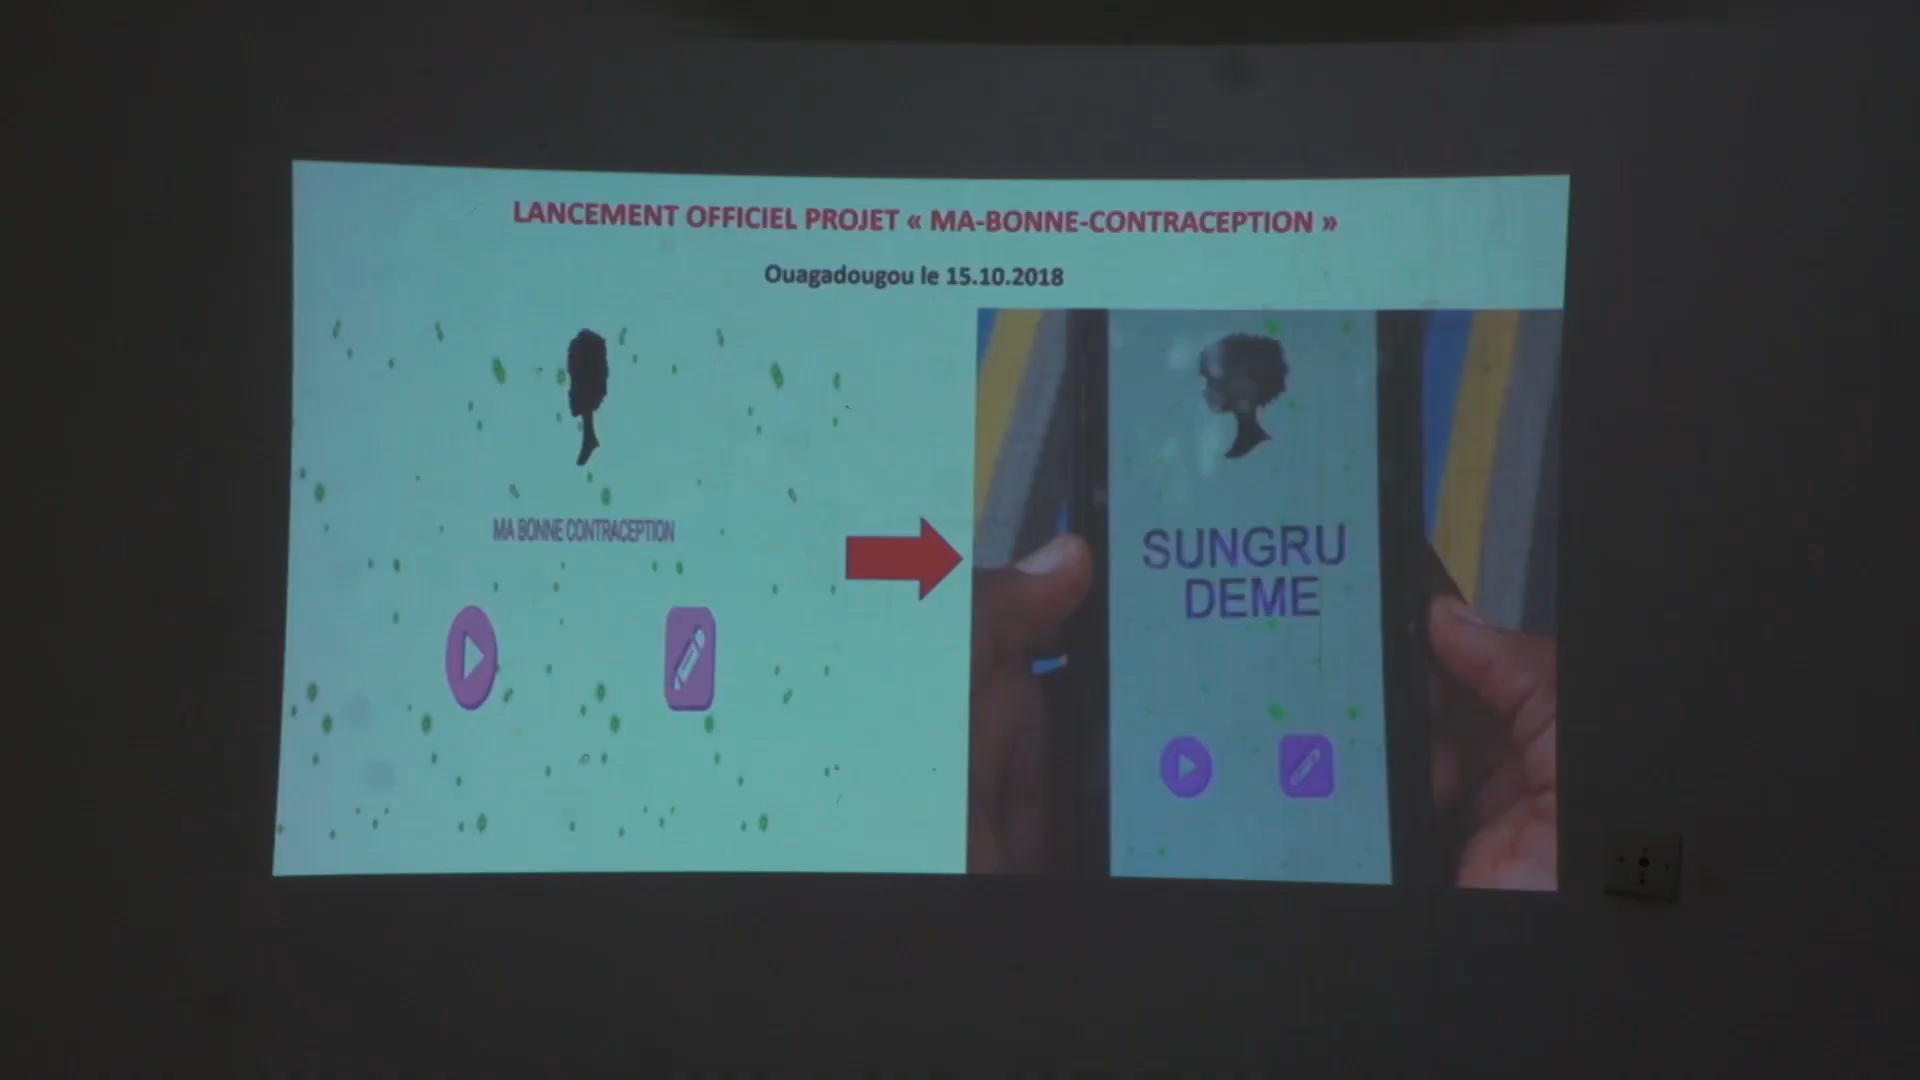 LANCEMENT OFFICIEL PROJET « MA-BONNE-CONTRACEPTION »
Ouagadougou le 15.10.2018
MA BONNE CONTRACEPTION
SUNGRU
DEME